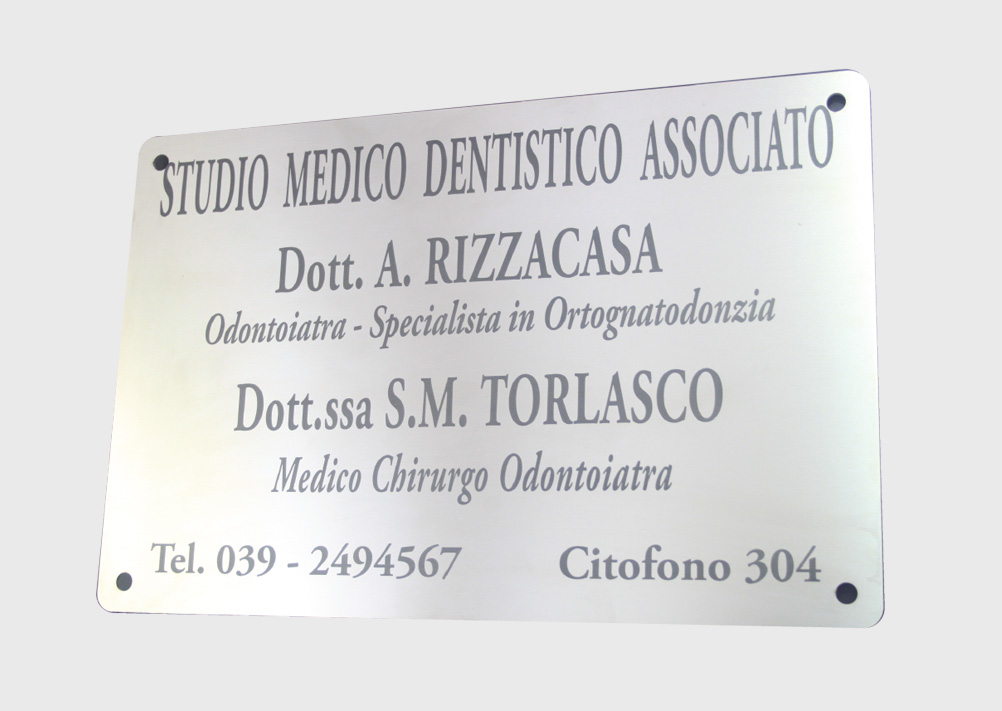 STUDIO MEDICO DENTISTICO ASSOCIATO
Dott. A. RIZZACASA
Odontoiatra - Specialista in Ortognatodonzia
Dott.ssa S.M. TORLASCO
Medico Chirurgo Odontoiatra
Tel. 039 - 2494567 Citofono 304